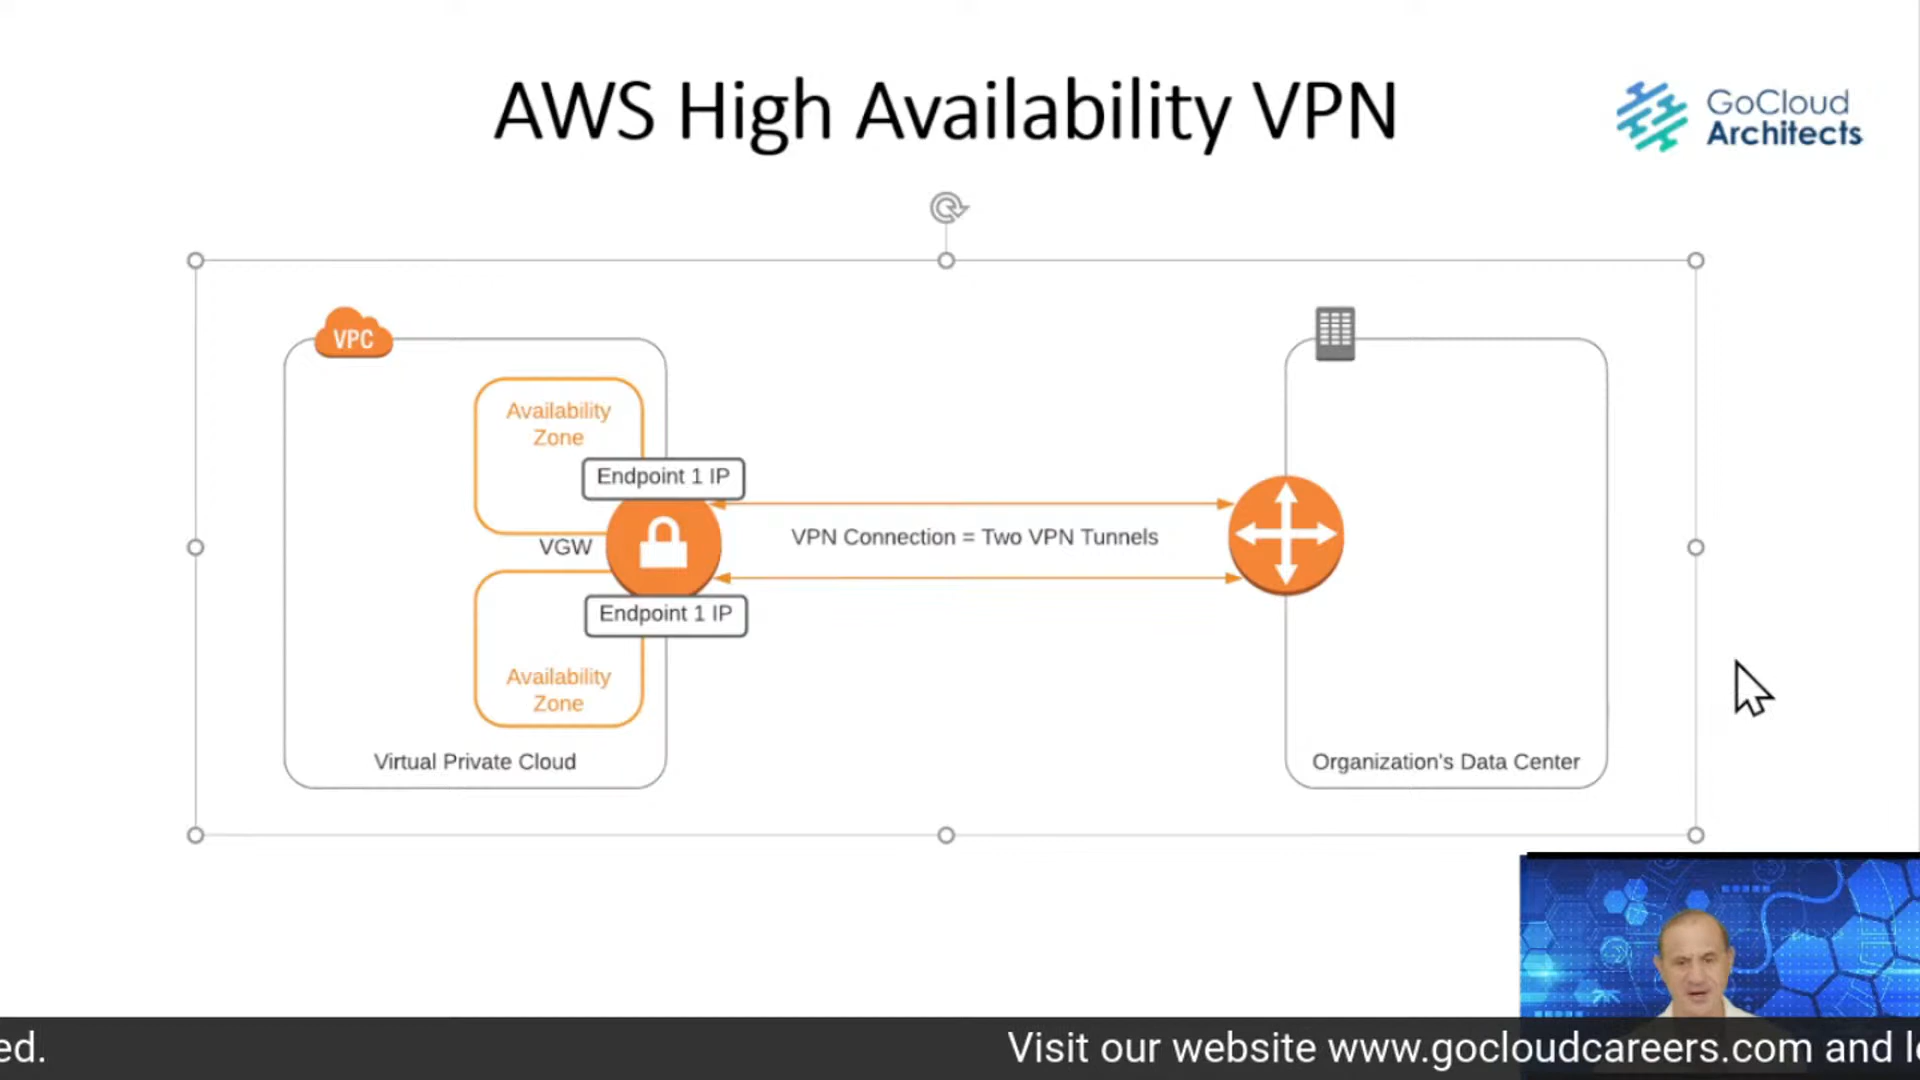 AWS High Availability VPN
GoCloud
Architects
VPC
Availability
Zone
Endpoint 1 IP
VGW
VPN Connection = Two VPN Tunnels
Endpoint 1 IP
Availability
Zone
Virtual Private Cloud
Organization's Data Center
ed.
Visit our website www.gocloudcareers.com and